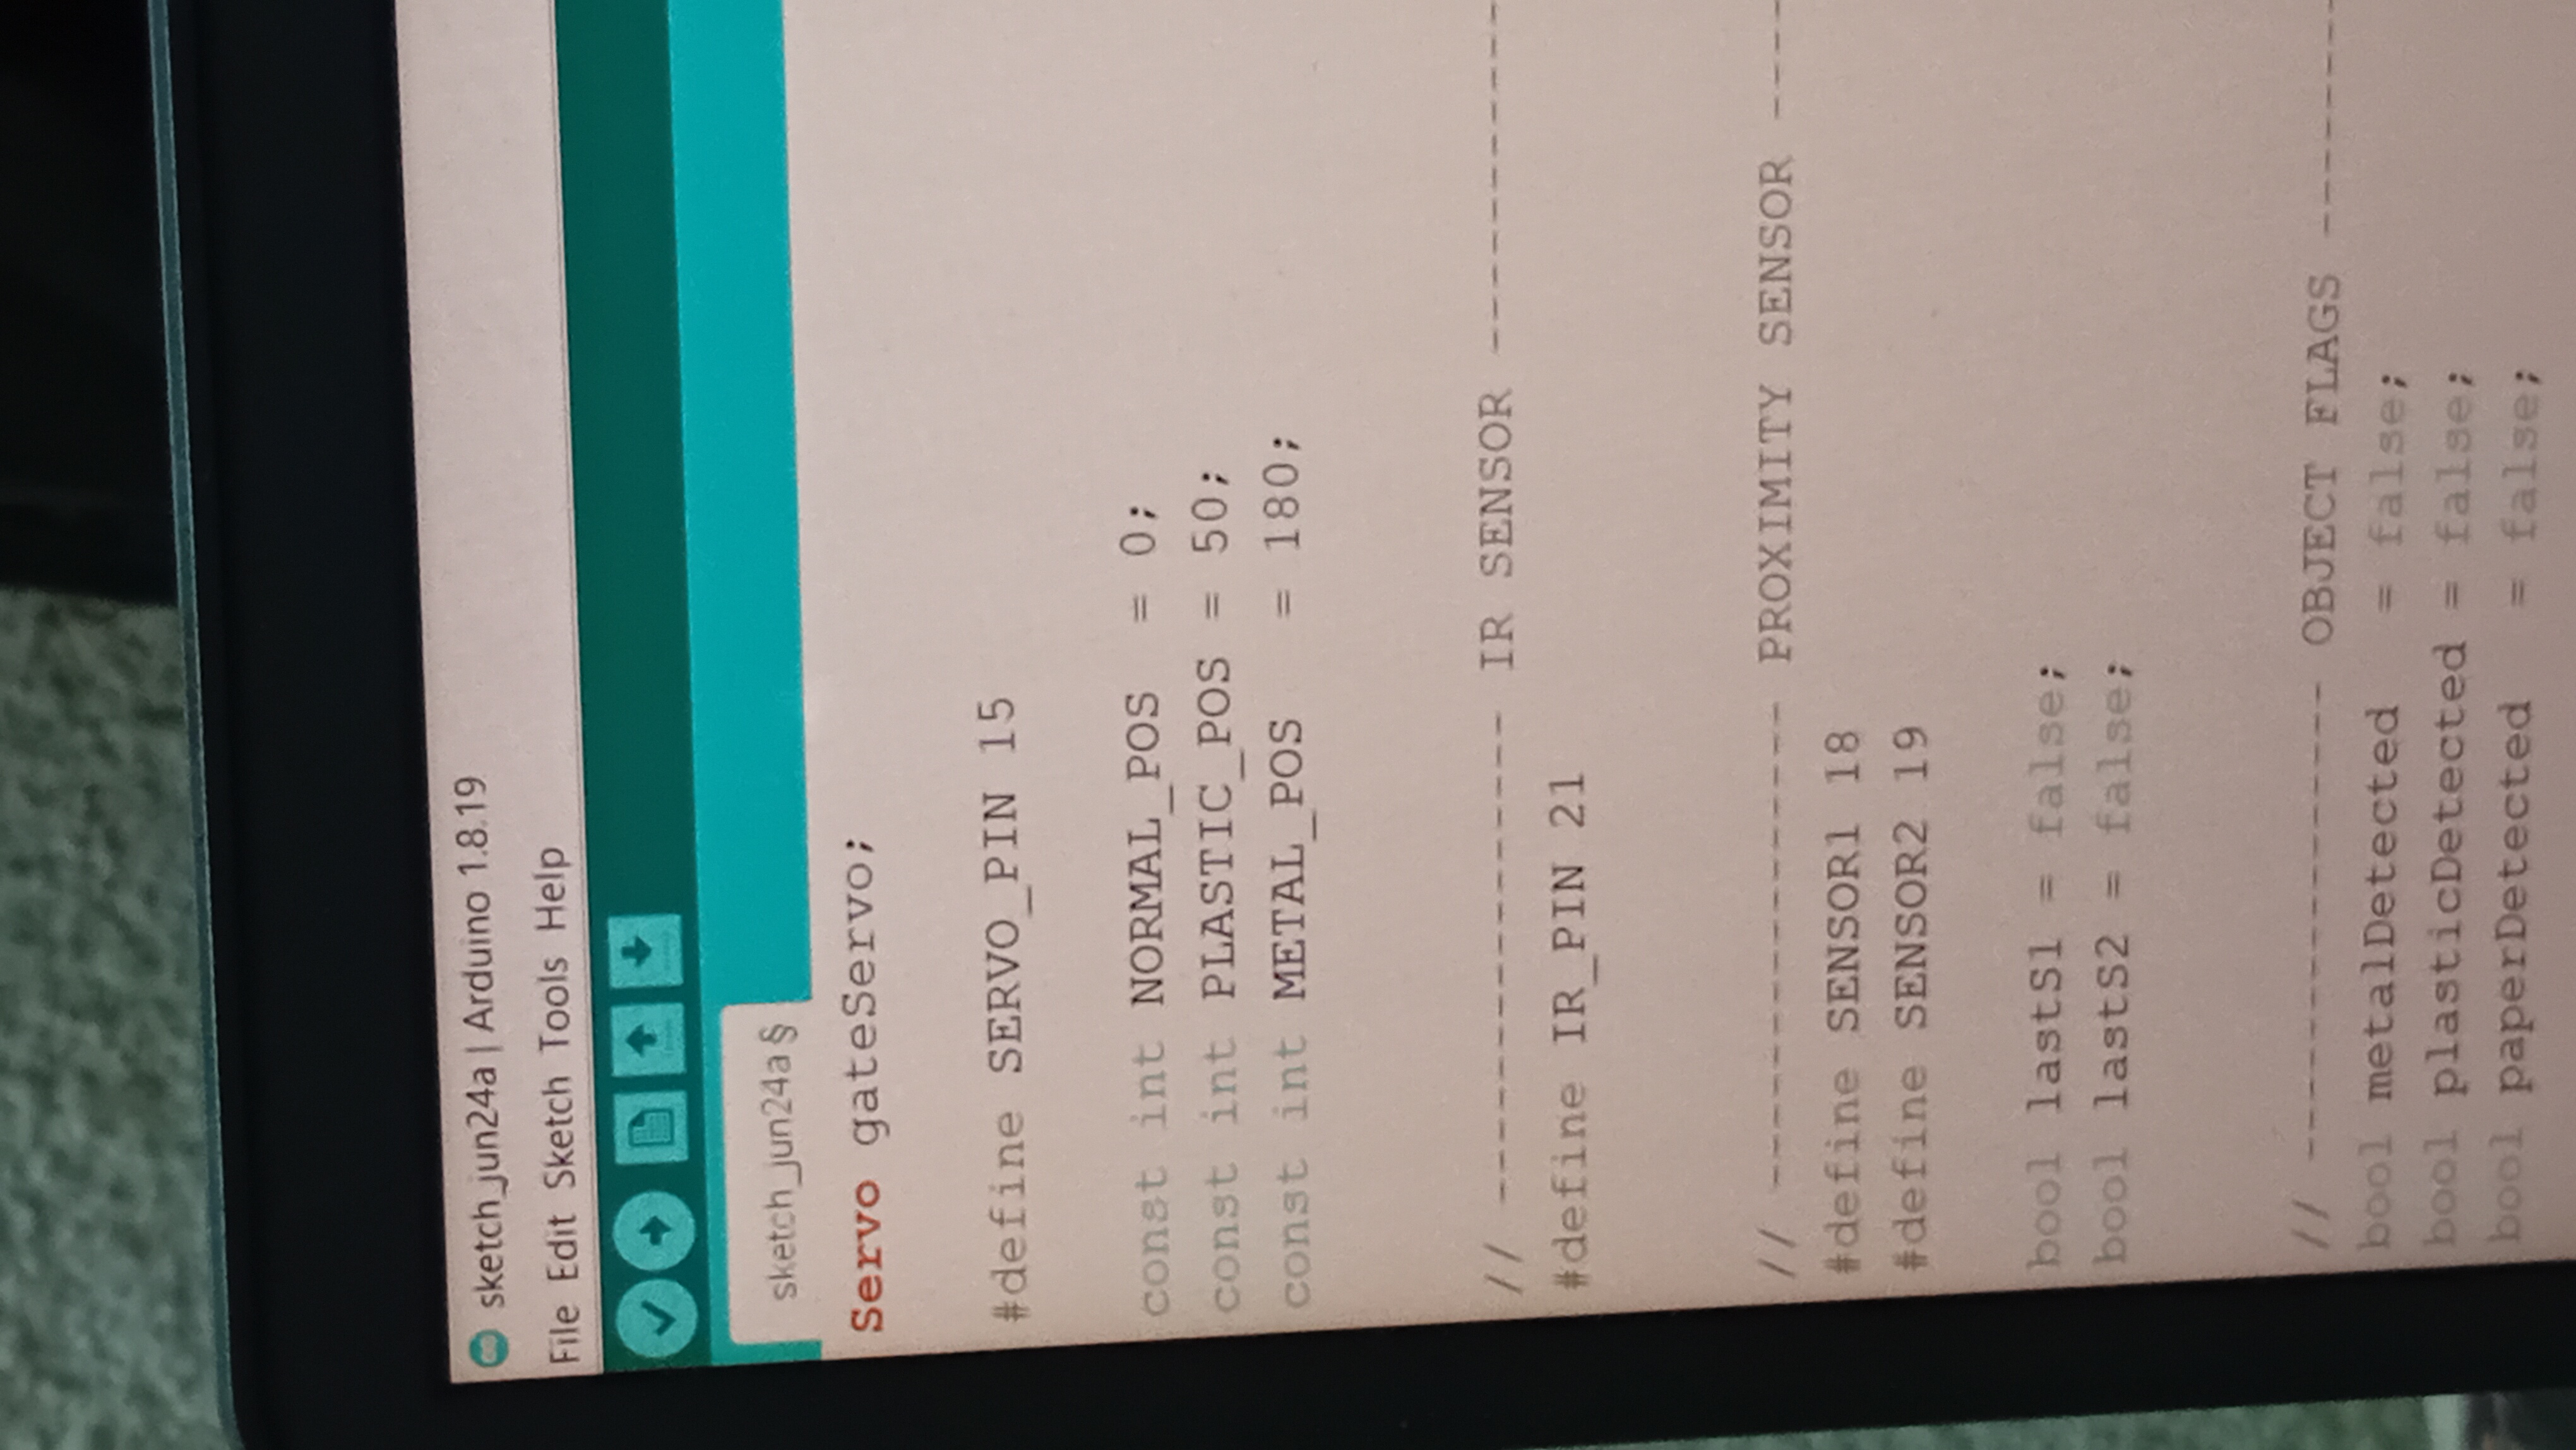 sketch_jun24a | Arduino 1.8.19
File Edit Sketch Tools Help
sketch_jun24a §
Servo gateServo;
#define SERVO_PIN 15
const int NORMAL_POS  = 0;
const int PLASTIC_POS = 50;
const int METAL_POS   = 180;
// ---------------- IR SENSOR -----------
#define IR_PIN 21
// ---------------- PROXIMITY SENSOR ----
#define SENSOR1 18
#define SENSOR2 19
bool lastS1 = false;
bool lastS2 = false;
// ---------------- OBJECT FLAGS --------
bool metalDetected   = false;
bool plasticDetected = false;
bool paperDetected   = false;